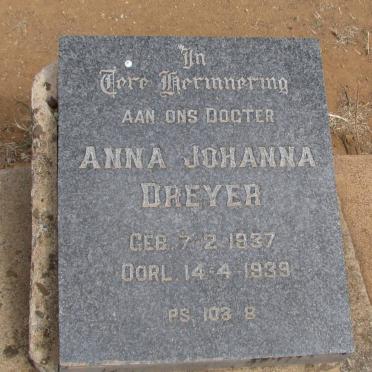 In
Tere Herinnering
AAN ONS DOGTER
ANNA JOHANNA
DREYER
GEB. 7-2-1937
OORL. 14-4-1939
PS. 103 8